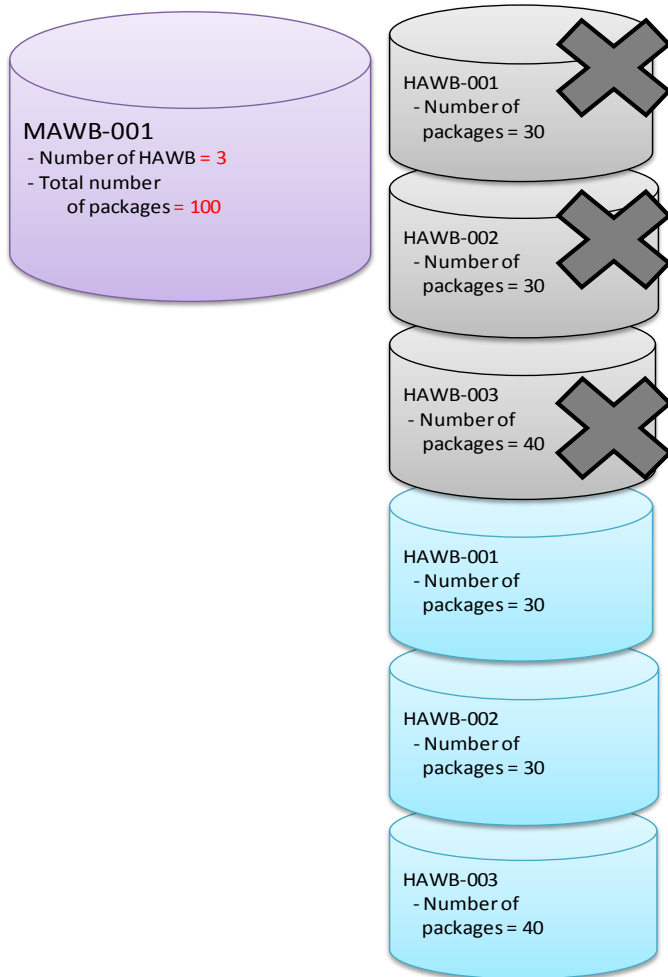 MAWB-001
- Number of HAWB = 3
- Total number
of packages = 100
HAWB-001
- Number of
packages = 30
HAWB-002
- Number of
packages = 30
HAWB-003
- Number of
packages = 40
HAWB-001
- Number of
packages = 30
HAWB-002
- Number of
packages = 30
HAWB-003
- Number of
packages = 40